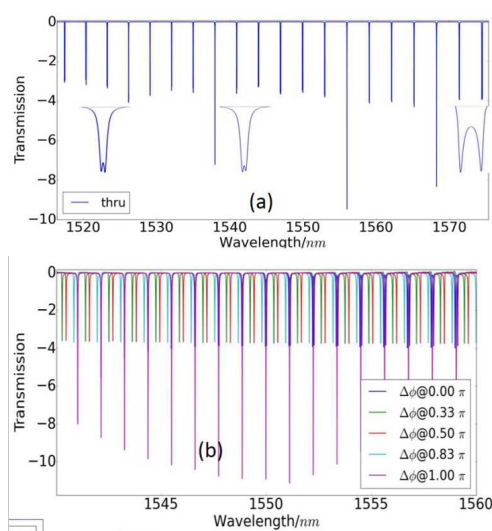 0
−2
−4
−6
−8
−10
Transmission
thru
(a)
1520 1530 1540 1550 1560 1570
Wavelength/nm
0
−2
−4
−6
−8
−10
Transmission
(b)
Δϕ@0.00 π
Δϕ@0.33 π
Δϕ@0.50 π
Δϕ@0.83 π
Δϕ@1.00 π
1545 1550 1555 1560
Wavelength/nm